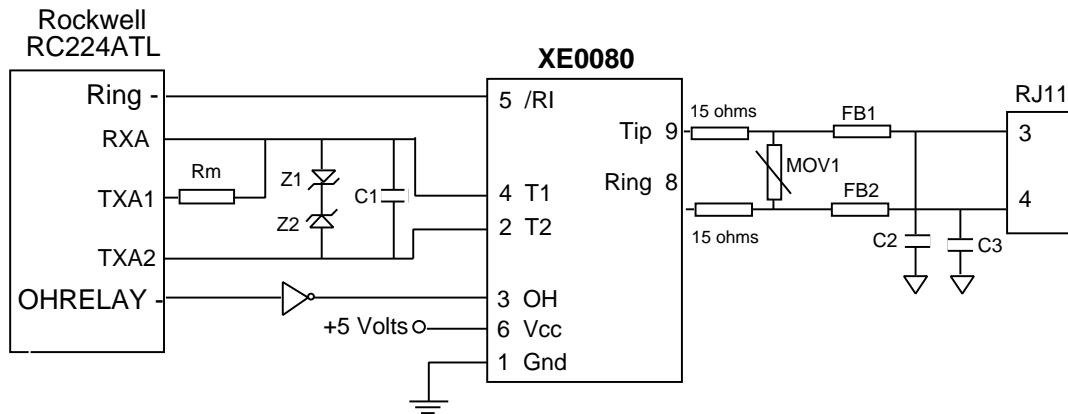 Rockwell
RC224ATL
XE0080
Ring -
RXA
TXA1
TXA2
OHRELAY -
Rm
Z1
Z2
C1
+5 Volts
5 /RI
4 T1
2 T2
3 OH
6 Vcc
1 Gnd
Tip 9
Ring 8
15 ohms
15 ohms
MOV1
FB1
FB2
C2
C3
RJ11
3
4